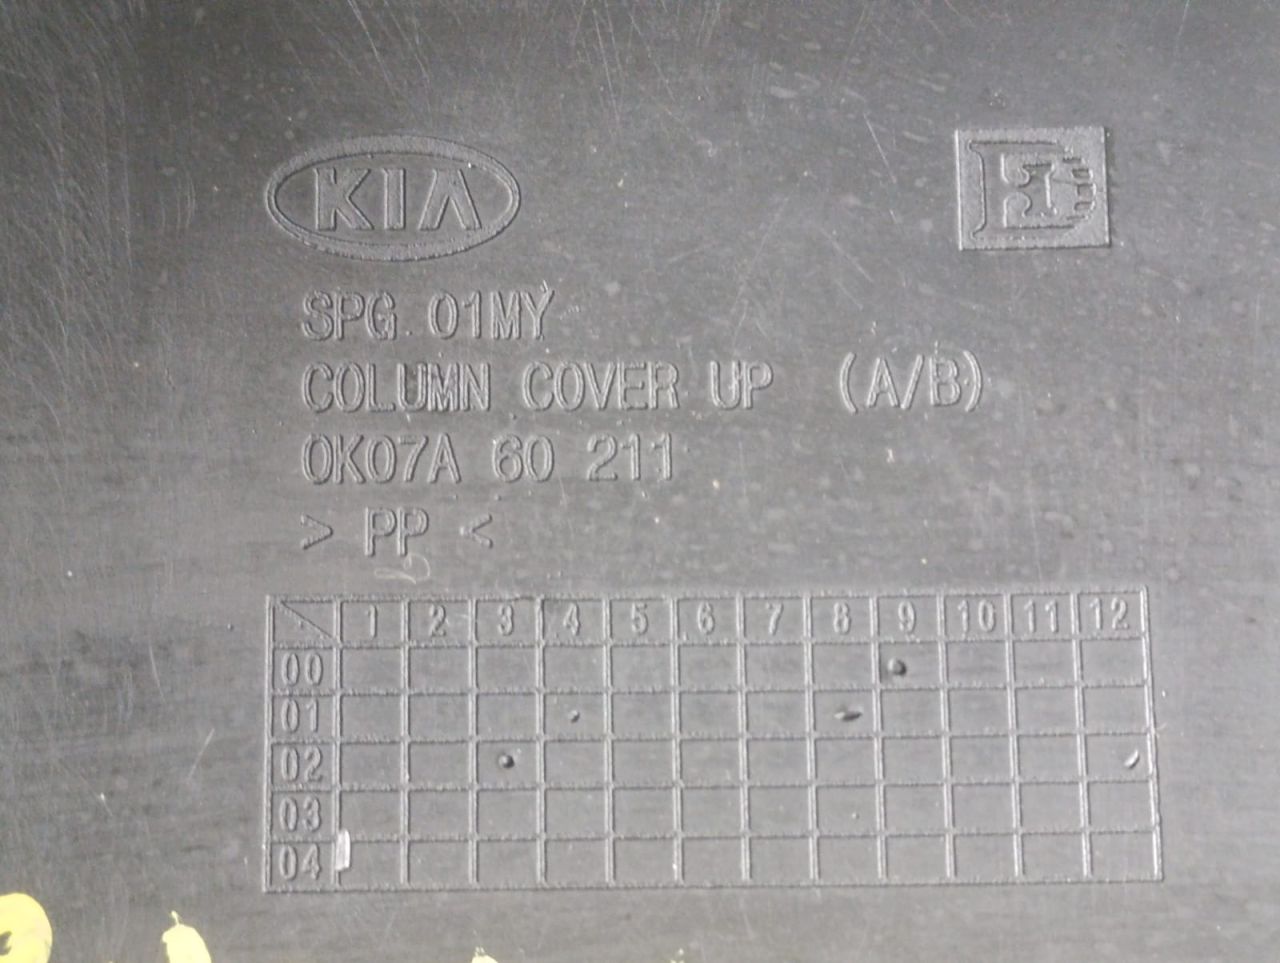 KIA
SPG 01MY
COLUMN COVER UP (A/B)
0K07A 60 211
> PP <
1 2 3 4 5 6 7 8 9 10 11 12
00
01
02
03
04